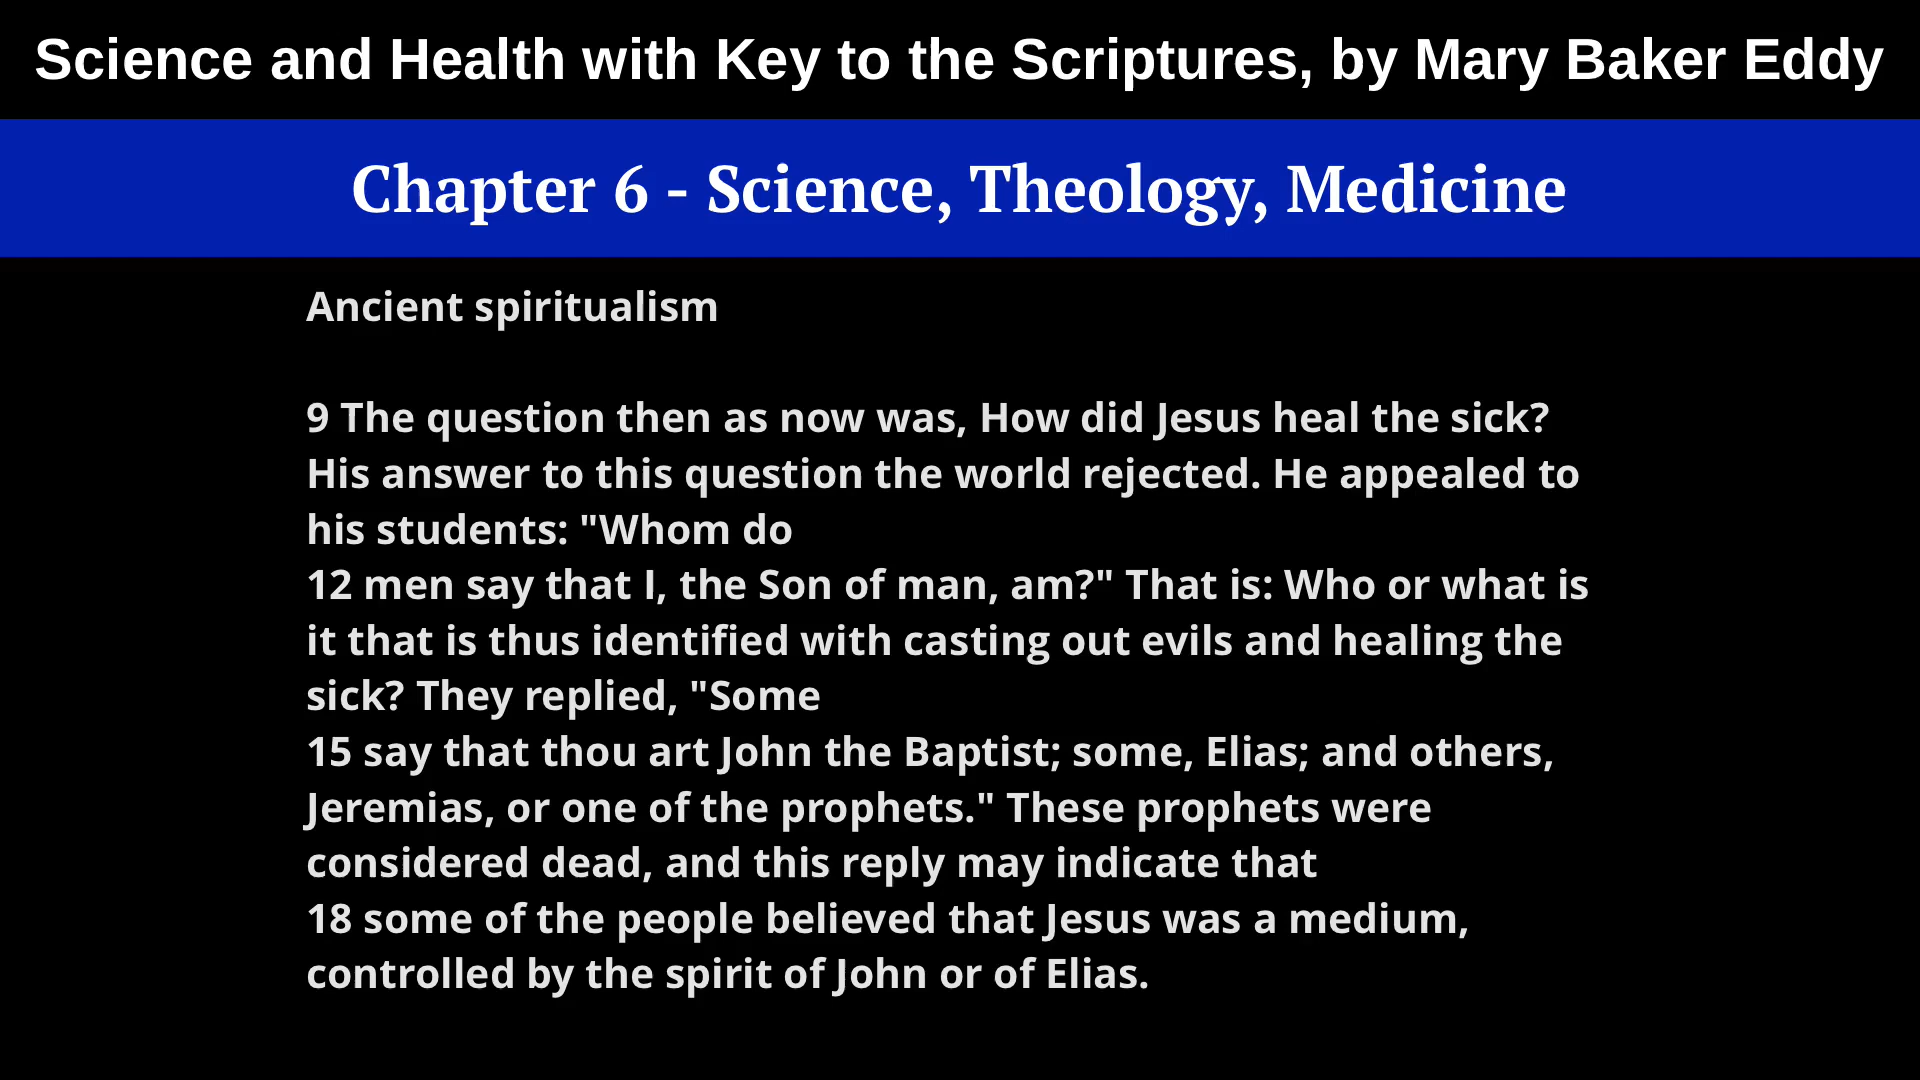 Science and Health with Key to the Scriptures, by Mary Baker Eddy
Chapter 6 - Science, Theology, Medicine
Ancient spiritualism
9 The question then as now was, How did Jesus heal the sick?
His answer to this question the world rejected. He appealed to
his students: "Whom do
12 men say that I, the Son of man, am?" That is: Who or what is
it that is thus identified with casting out evils and healing the
sick? They replied, "Some
15 say that thou art John the Baptist; some, Elias; and others,
Jeremias, or one of the prophets." These prophets were
considered dead, and this reply may indicate that
18 some of the people believed that Jesus was a medium,
controlled by the spirit of John or of Elias.